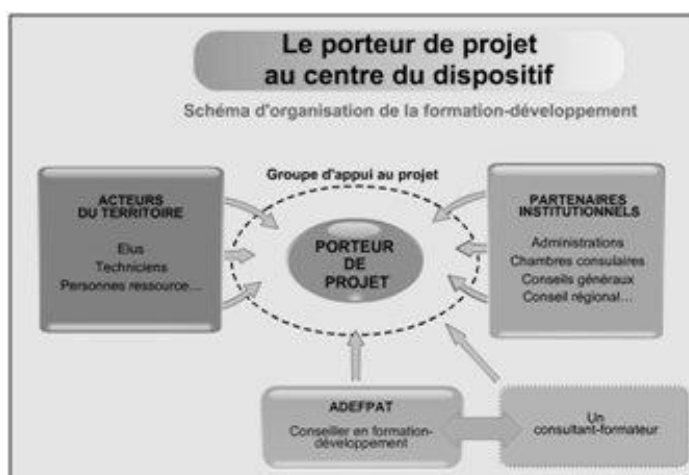 Le porteur de projet
au centre du dispositif
Schéma d'organisation de la formation-développement
Groupe d'appui au projet
ACTEURS
DU TERRITOIRE
Elus
Techniciens
Personnes ressource...
PORTEUR
DE
PROJET
PARTENAIRES
INSTITUTIONNELS
Administrations
Chambres consulaires
Conseils généraux
Conseil régional...
ADEFPAT
Conseiller en formation-
développement
Un
consultant-formateur